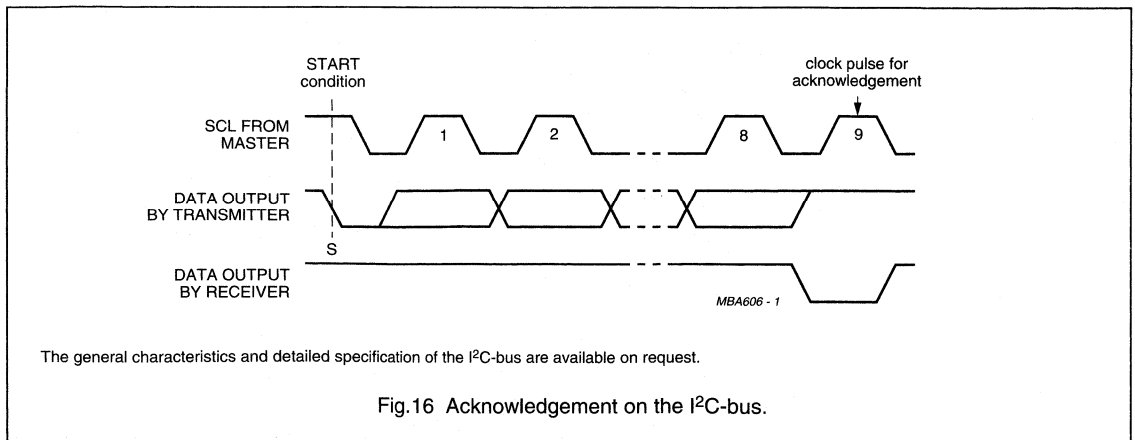 START
condition
clock pulse for
acknowledgement
SCL FROM
MASTER
1
2
8
9
DATA OUTPUT
BY TRANSMITTER
S
DATA OUTPUT
BY RECEIVER
MBA606 - 1
The general characteristics and detailed specification of the I²C-bus are available on request.
Fig.16 Acknowledgement on the I²C-bus.